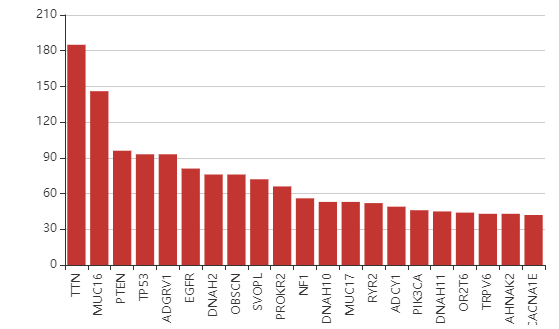 210
180
150
120
90
60
30
0
TTN
MUC16
PTEN
TP53
ADGRV1
EGFR
DNAH2
OBSCN
SVOPL
PROKR2
NF1
DNAH10
MUC17
RYR2
ADCY1
PIK3CA
DNAH11
OR2T6
TRPV6
AHNAK2
CACNA1E